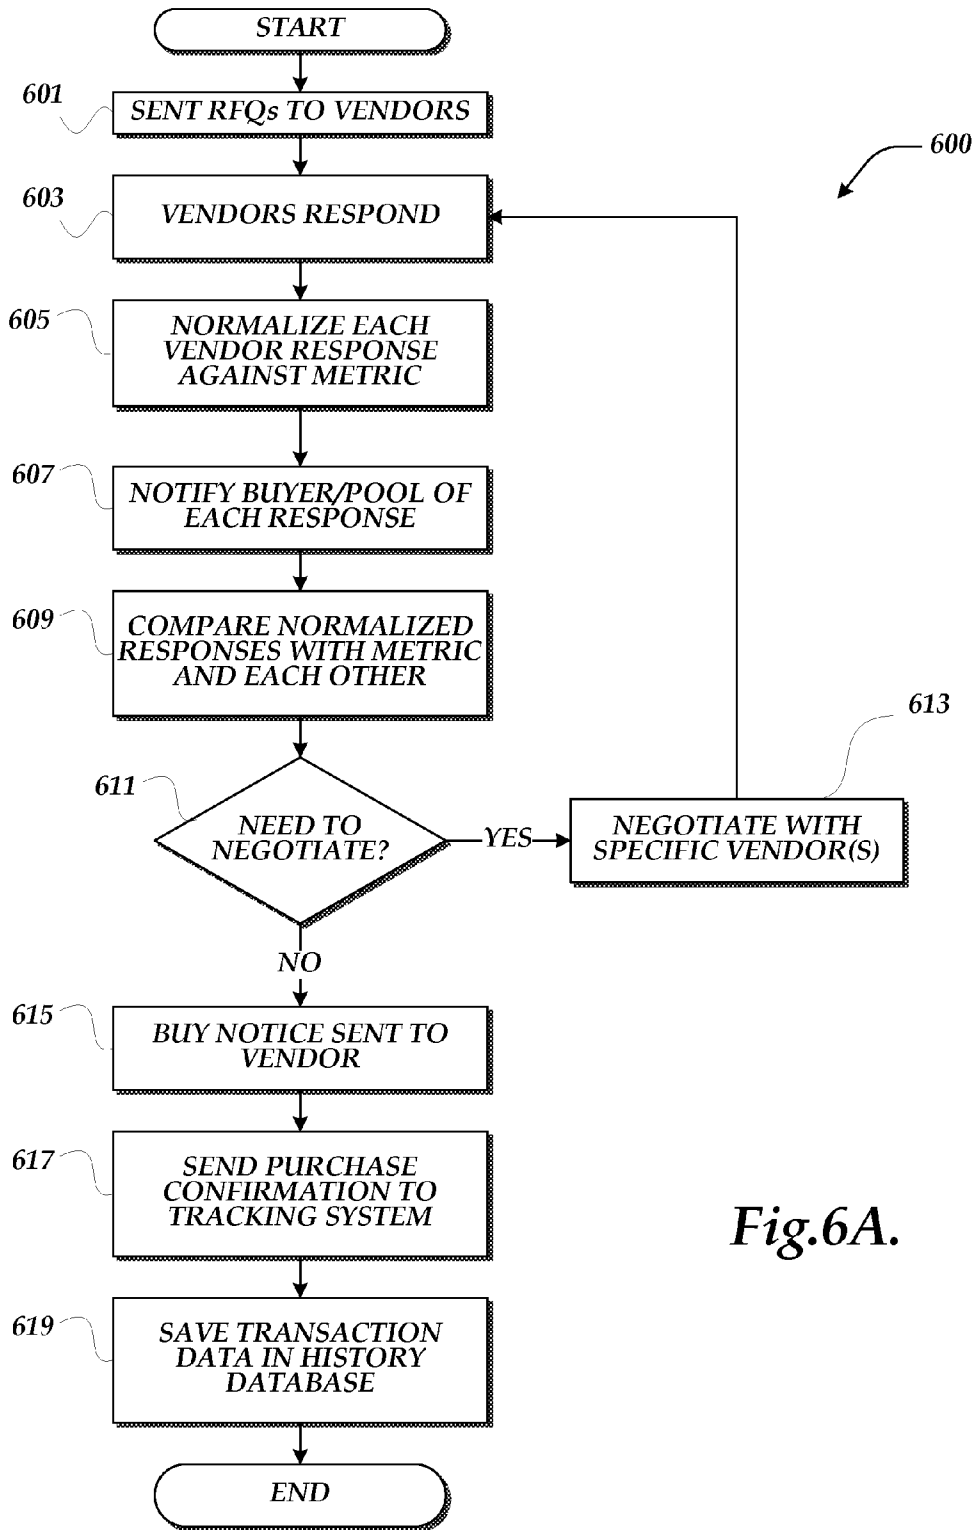 START
601
SENT RFQs TO VENDORS
600
603
VENDORS RESPOND
605
NORMALIZE EACH
VENDOR RESPONSE
AGAINST METRIC
607
NOTIFY BUYER/POOL OF
EACH RESPONSE
609
COMPARE NORMALIZED
RESPONSES WITH METRIC
AND EACH OTHER
611
NEED TO
NEGOTIATE?
YES
613
NEGOTIATE WITH
SPECIFIC VENDOR(S)
NO
615
BUY NOTICE SENT TO
VENDOR
617
SEND PURCHASE
CONFIRMATION TO
TRACKING SYSTEM
Fig.6A.
619
SAVE TRANSACTION
DATA IN HISTORY
DATABASE
END